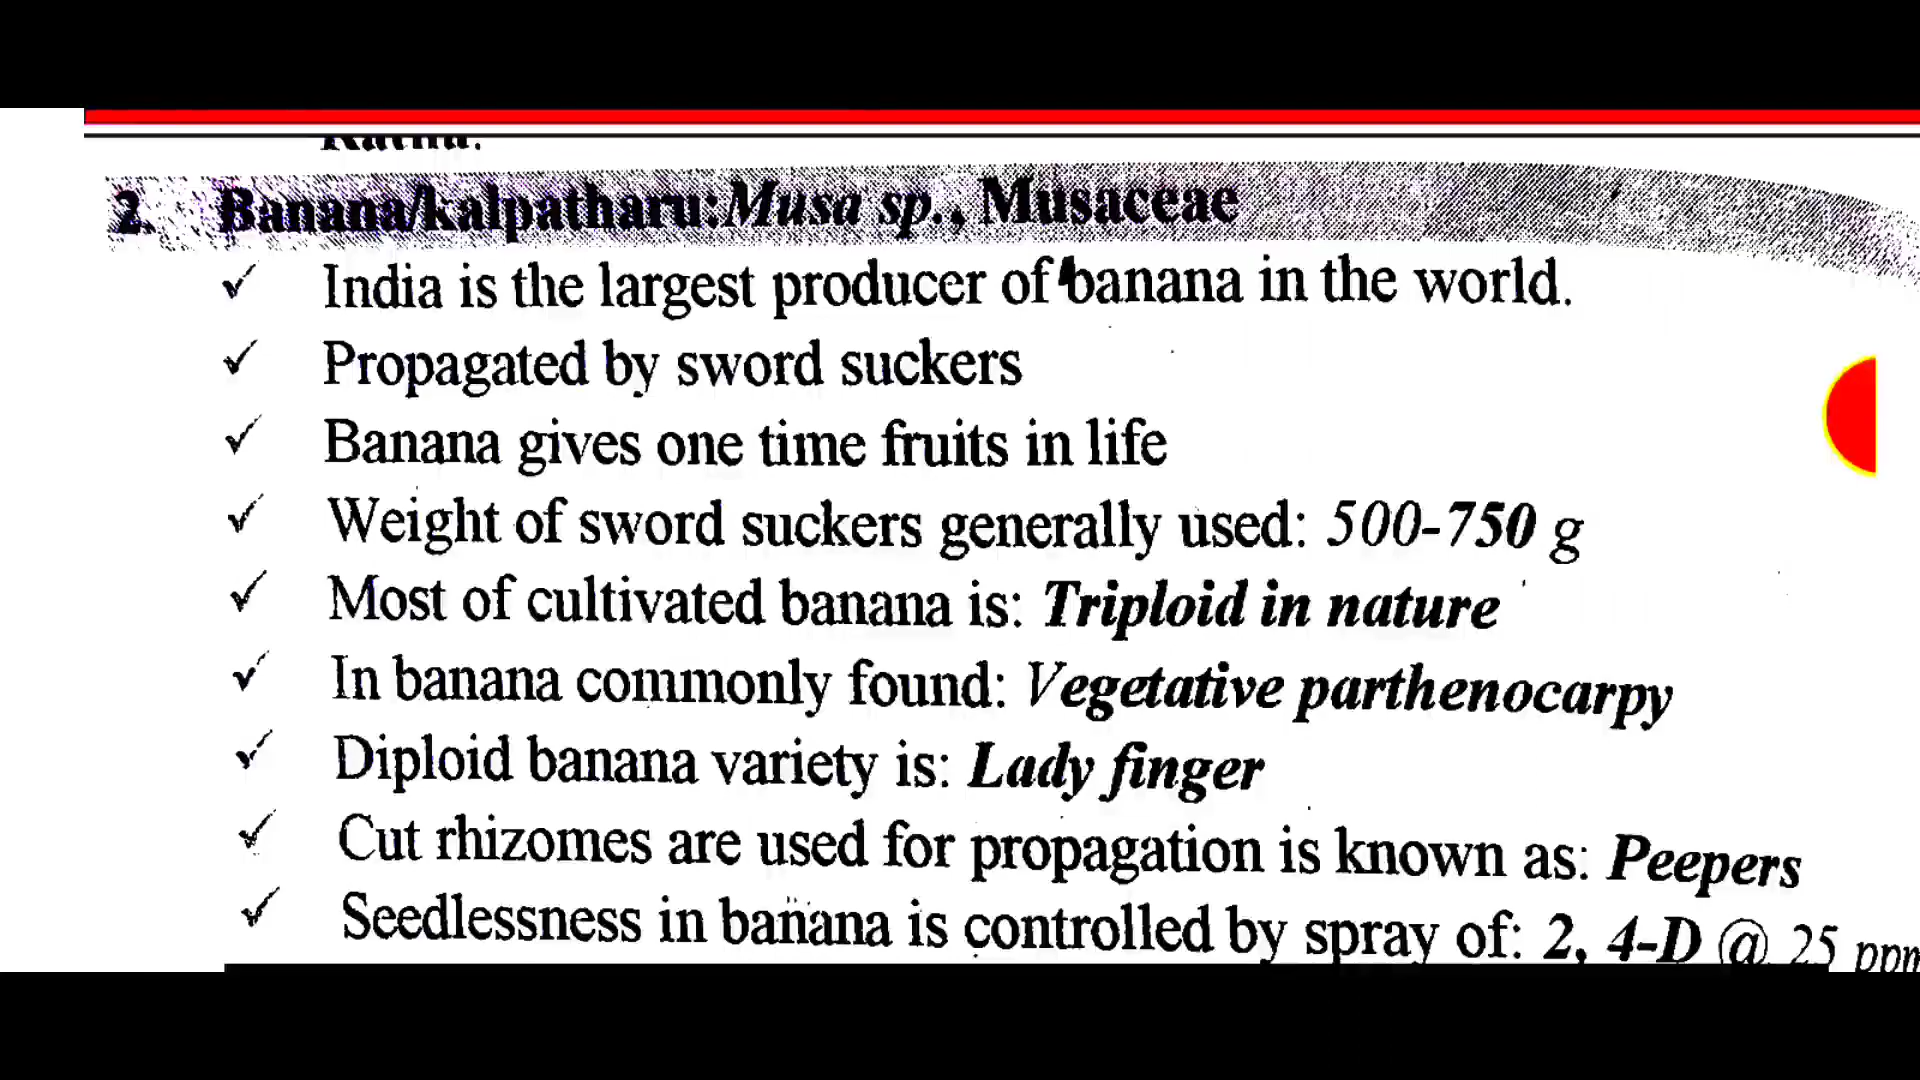 2. Banana/kalpatharu:Musa sp., Musaceae
✓ India is the largest producer of banana in the world.
✓ Propagated by sword suckers
✓ Banana gives one time fruits in life
✓ Weight of sword suckers generally used: 500-750 g
✓ Most of cultivated banana is: Triploid in nature
✓ In banana commonly found: Vegetative parthenocarpy
✓ Diploid banana variety is: Lady finger
✓ Cut rhizomes are used for propagation is known as: Peepers
✓ Seedlessness in banana is controlled by spray of: 2, 4-D @ 25 ppm